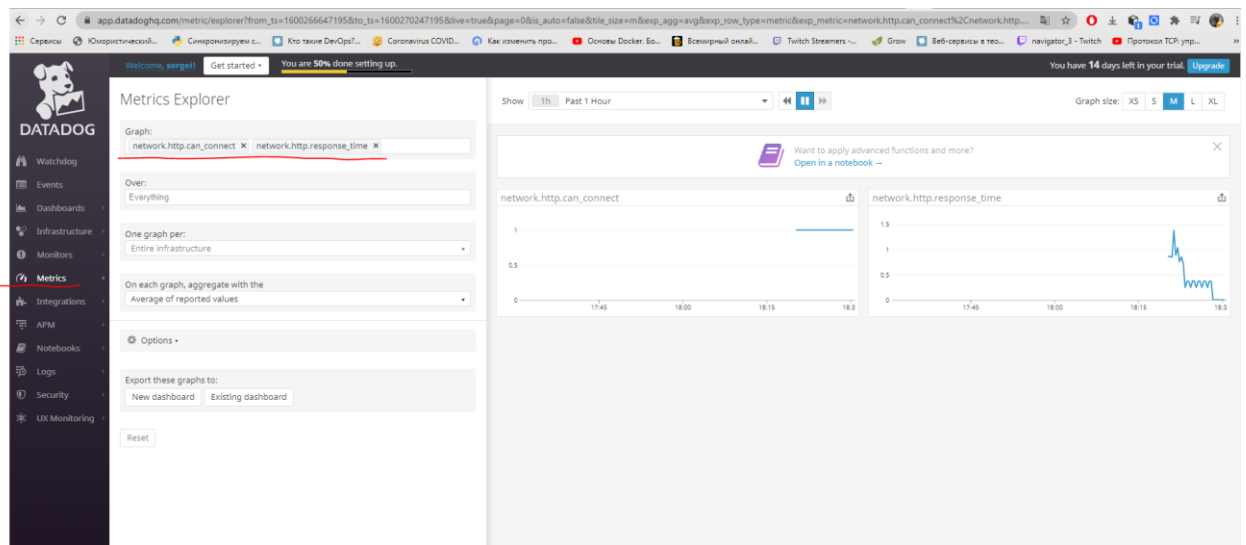 app.datadoghq.com/metric/explorer?from_ts=1600266647195&to_ts=1600270247195&live=true&page=0&is_auto=false&tile_size=m&exp_agg=avg&exp_row_type=metric&exp_metric=network.http.can_connect%2Cnetwork.http....
Сервисы Юмористический... Синхронизируем с... Кто такие DevOps?... Coronavirus COVID... Как изменить про... Основы Docker. Бо... Всемирный онлай... Twitch Streamers -... Grow Веб-сервисы в тео... navigator_3 - Twitch Протокол TCP: упр... »
Welcome, sergei! Get started You are 50% done setting up. You have 14 days left in your trial. Upgrade
DATADOG
Watchdog
Events
Dashboards
Infrastructure
Monitors
Metrics
Integrations
APM
Notebooks
Logs
Security
UX Monitoring
Metrics Explorer
Graph:
network.http.can_connect × network.http.response_time ×
Over:
Everything
One graph per:
Entire infrastructure
On each graph, aggregate with the
Average of reported values
Options
Export these graphs to:
New dashboard Existing dashboard
Reset
Show 1h Past 1 Hour Graph size: XS S M L XL
Want to apply advanced functions and more?
Open in a notebook →
network.http.can_connect
1
0.5
0
17:45 18:00 18:15 18:3
network.http.response_time
1.5
1
0.5
0
17:45 18:00 18:15 18:3